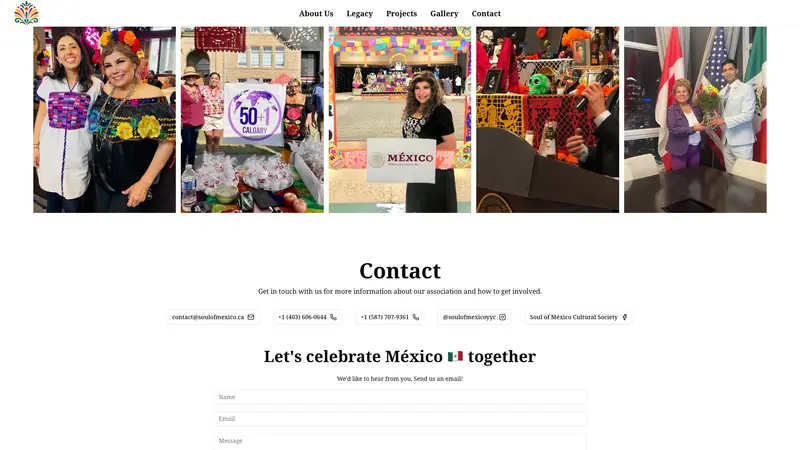 About Us Legacy Projects Gallery Contact
50+1
CALGARY
MÉXICO
Contact
Get in touch with us for more information about our association and how to get involved.
contact@soulofmexico.ca
+1 (403) 606-0644
+1 (587) 707-9361
@soulofmexicoyyc
Soul of México Cultural Society
Let's celebrate México 🇲🇽 together
We'd like to hear from you, Send us an email!
Name
Email
Message